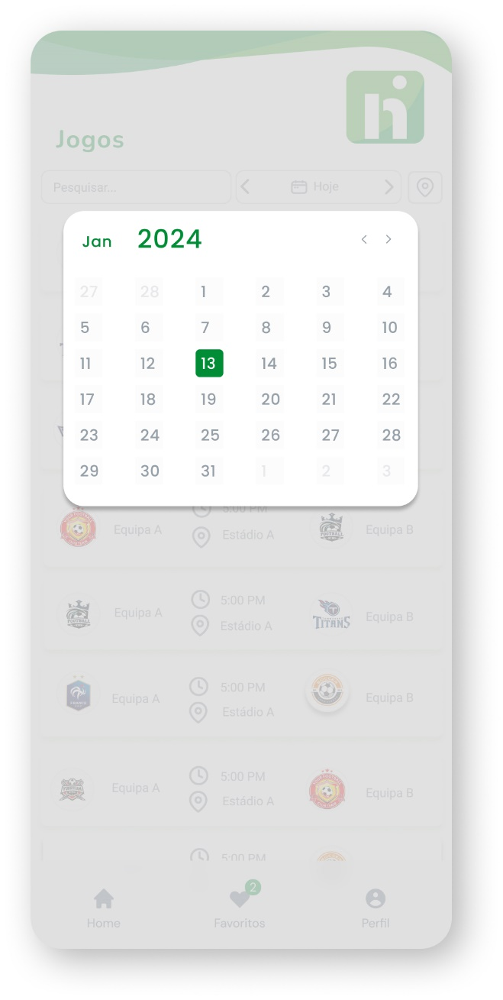 Jogos
Pesquisar...
Hoje
Jan 2024
27 28 1 2 3 4
5 6 7 8 9 10
11 12 13 14 15 16
17 18 19 20 21 22
23 24 25 26 27 28
29 30 31 1 2 3
5:00 PM
Equipa A Estádio A Equipa B
FOOTBALL
5:00 PM
Equipa A Estádio A Equipa B
FOOTBALL
TITANS
5:00 PM
Equipa A Estádio A Equipa B
FRANCE
5:00 PM
Equipa A Estádio A Equipa B
5:00 PM
2
Home Favoritos Perfil